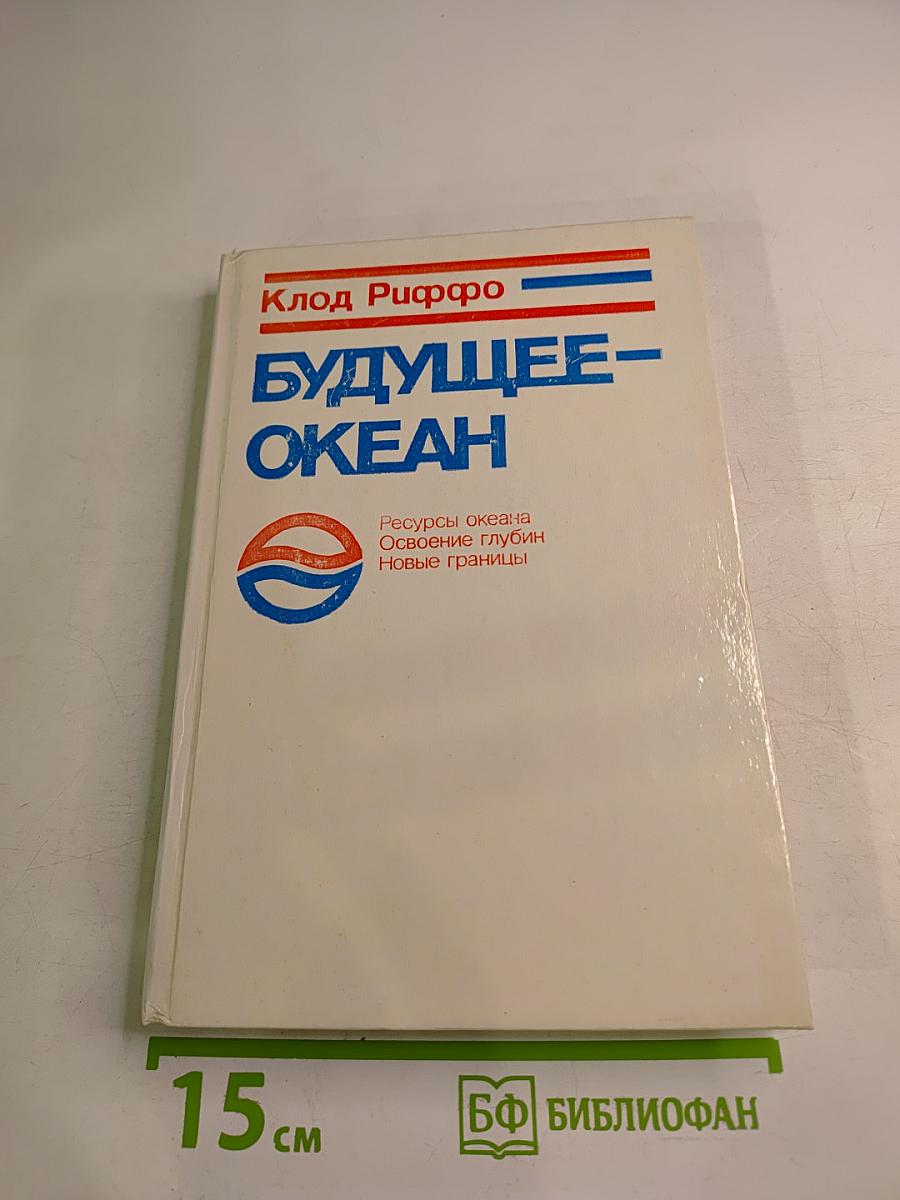 Клод Риффо
БУДУЩЕЕ–
ОКЕАН
Ресурсы океана
Освоение глубин
Новые границы
15 см
БФ БИБЛИОФАН